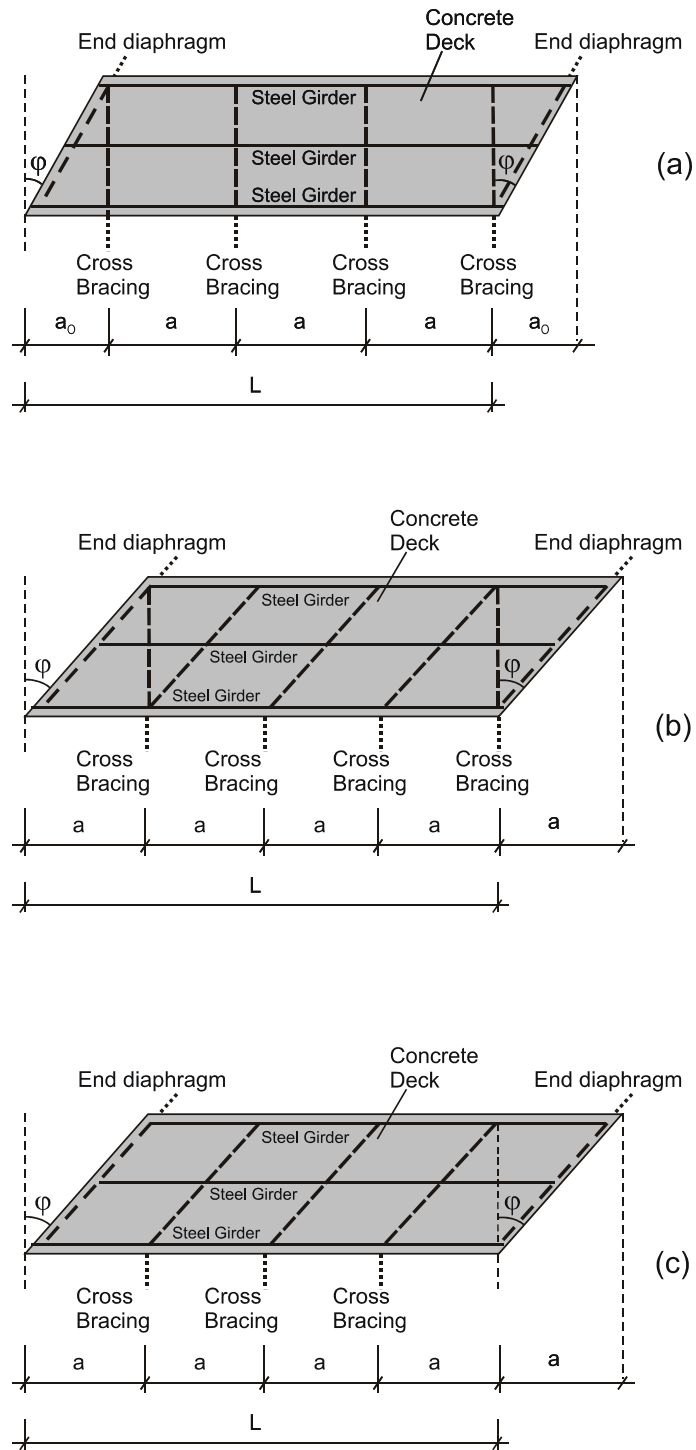 End diaphragm
Concrete
Deck
End diaphragm
Steel Girder
Steel Girder
Steel Girder
φ
φ
(a)
Cross
Bracing
Cross
Bracing
Cross
Bracing
Cross
Bracing
a₀
a
a
a
a₀
L
End diaphragm
Concrete
Deck
End diaphragm
Steel Girder
Steel Girder
Steel Girder
φ
φ
(b)
Cross
Bracing
Cross
Bracing
Cross
Bracing
Cross
Bracing
a
a
a
a
a
L
End diaphragm
Concrete
Deck
End diaphragm
Steel Girder
Steel Girder
Steel Girder
φ
φ
(c)
Cross
Bracing
Cross
Bracing
Cross
Bracing
a
a
a
a
a
L